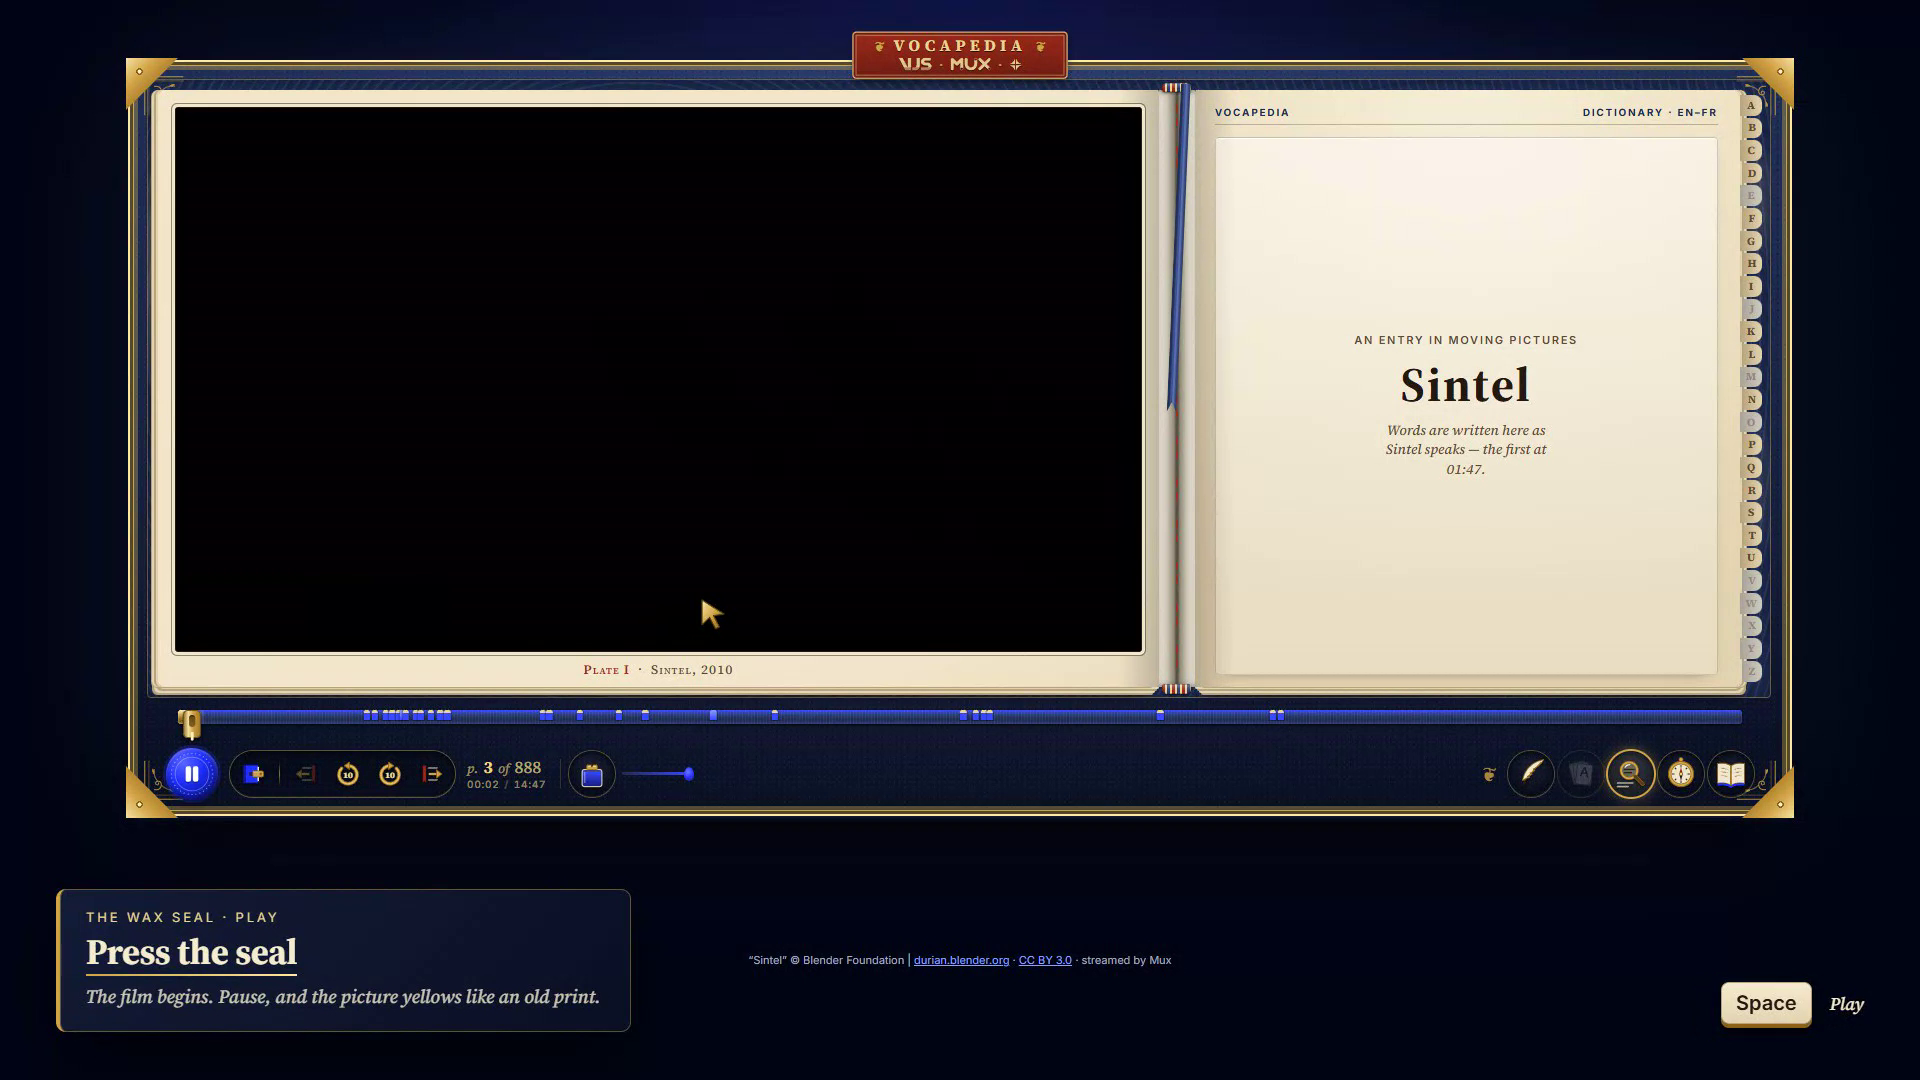 VOCAPEDIA
VJS · MUX ·
VOCAPEDIA
DICTIONARY · EN–FR
A
B
C
D
E
F
G
H
I
J
K
L
M
N
O
P
Q
R
S
T
U
V
W
X
Y
Z
AN ENTRY IN MOVING PICTURES
Sintel
Words are written here as
Sintel speaks — the first at
01:47.
PLATE I · SINTEL, 2010
10
10
p. 3 of 888
00:02 / 14:47
A
THE WAX SEAL · PLAY
Press the seal
The film begins. Pause, and the picture yellows like an old print.
“Sintel” © Blender Foundation | durian.blender.org · CC BY 3.0 · streamed by Mux
Space
Play